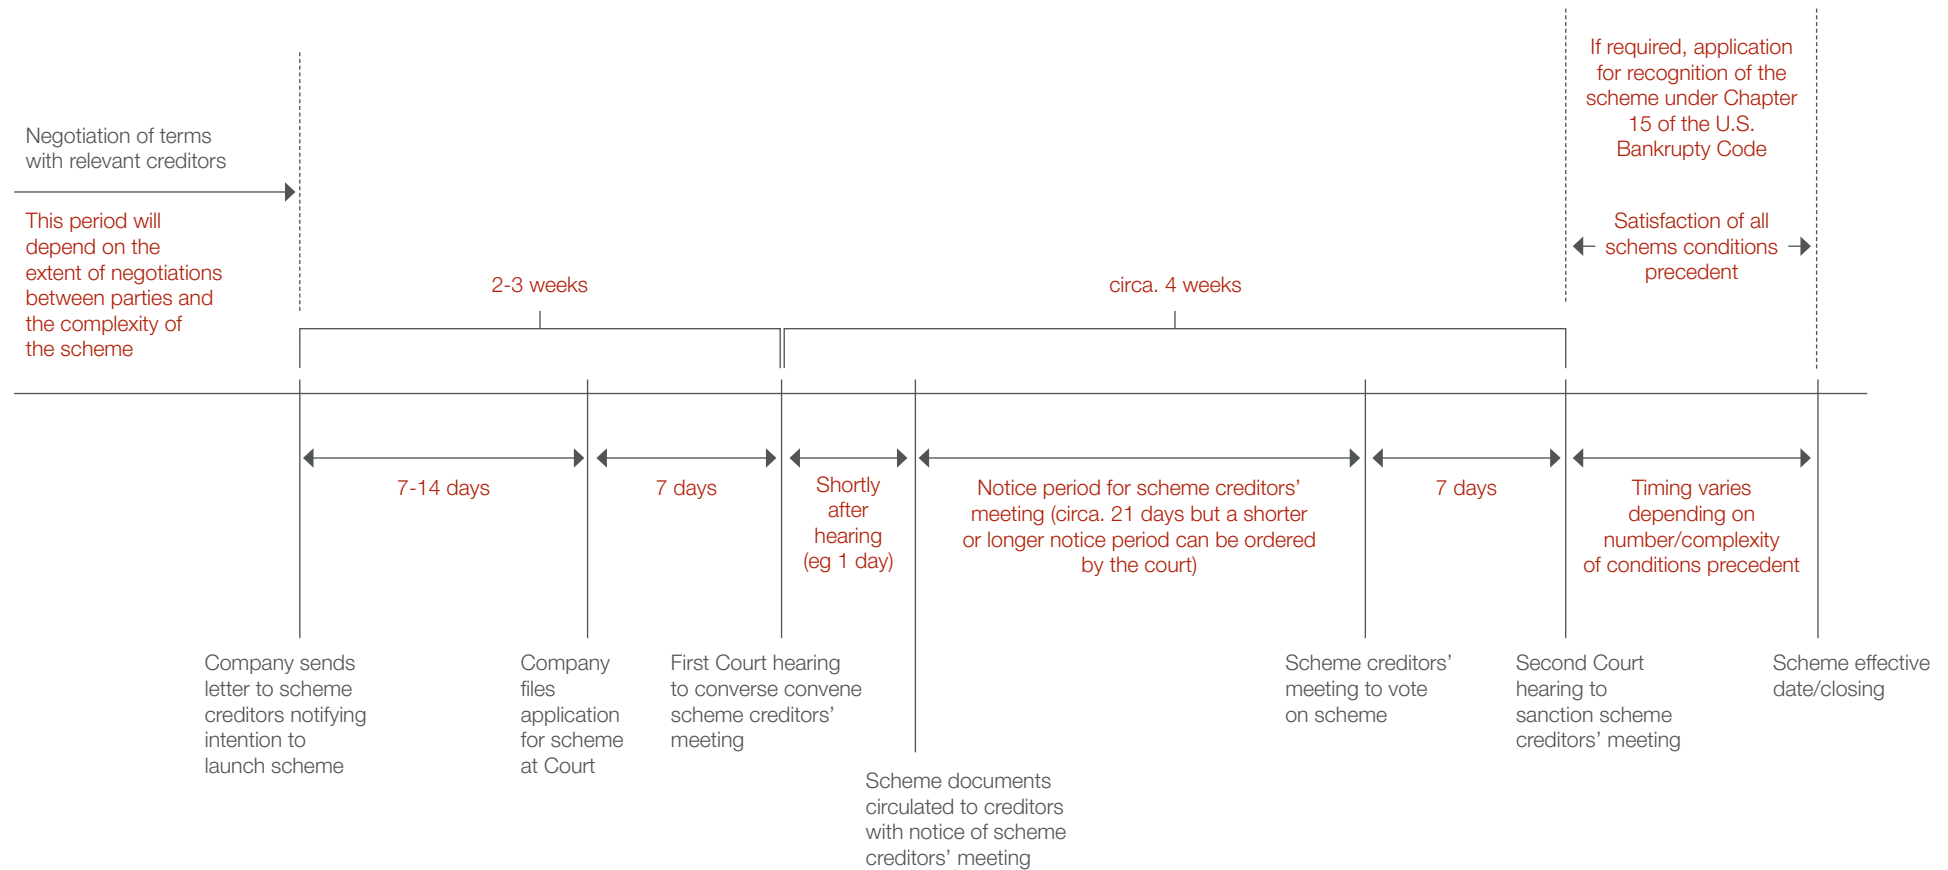 If required, application
for recognition of the
scheme under Chapter
15 of the U.S.
Bankrupty Code
Negotiation of terms
with relevant creditors
This period will
depend on the
extent of negotiations
between parties and
the complexity of
the scheme
Satisfaction of all
schems conditions
precedent
2-3 weeks
circa. 4 weeks
7-14 days
7 days
Shortly
after
hearing
(eg 1 day)
Notice period for scheme creditors’
meeting (circa. 21 days but a shorter
or longer notice period can be ordered
by the court)
7 days
Timing varies
depending on
number/complexity
of conditions precedent
Company sends
letter to scheme
creditors notifying
intention to
launch scheme
Company
files
application
for scheme
at Court
First Court hearing
to converse convene
scheme creditors’
meeting
Scheme documents
circulated to creditors
with notice of scheme
creditors’ meeting
Scheme creditors’
meeting to vote
on scheme
Second Court
hearing to
sanction scheme
creditors’ meeting
Scheme effective
date/closing